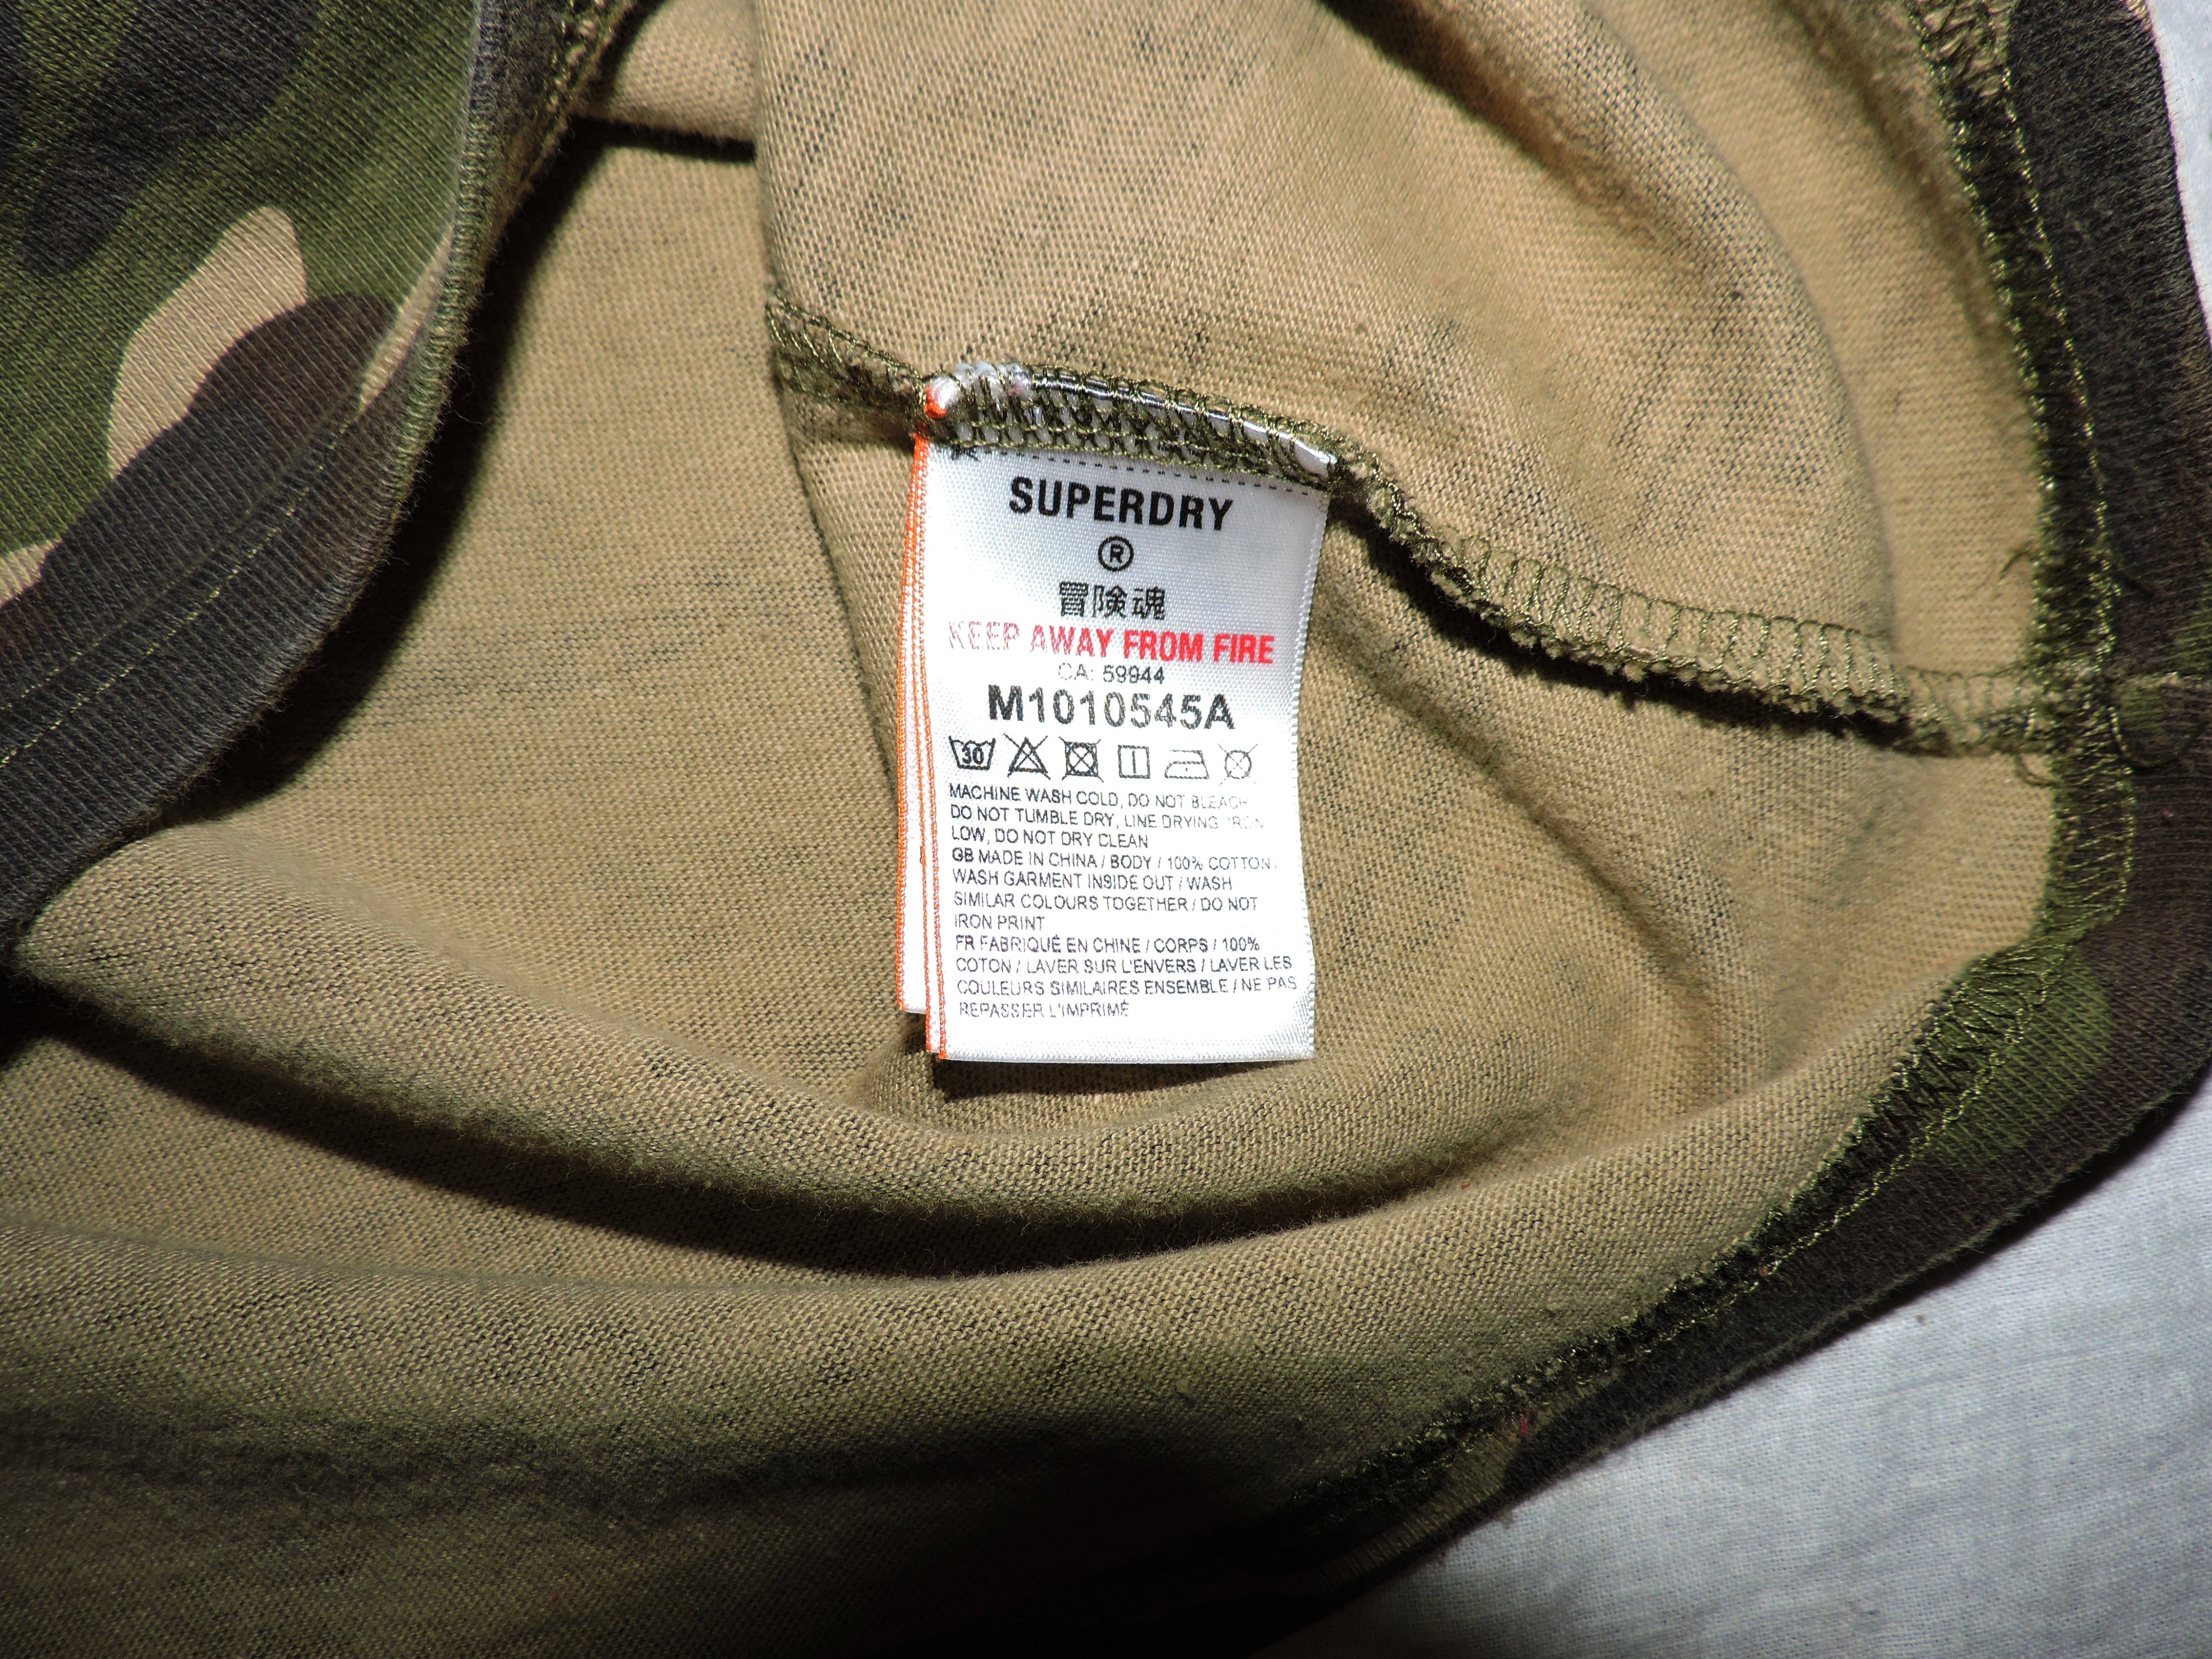 SUPERDRY
®
冒険魂
KEEP AWAY FROM FIRE
CA: 59944
M1010545A
30
MACHINE WASH COLD, DO NOT BLEACH
DO NOT TUMBLE DRY, LINE DRYING, IRON
LOW, DO NOT DRY CLEAN
GB MADE IN CHINA / BODY / 100% COTTON /
WASH GARMENT INSIDE OUT / WASH
SIMILAR COLOURS TOGETHER / DO NOT
IRON PRINT
FR FABRIQUÉ EN CHINE / CORPS / 100%
COTON / LAVER SUR L'ENVERS / LAVER LES
COULEURS SIMILAIRES ENSEMBLE / NE PAS
REPASSER L'IMPRIMÉ